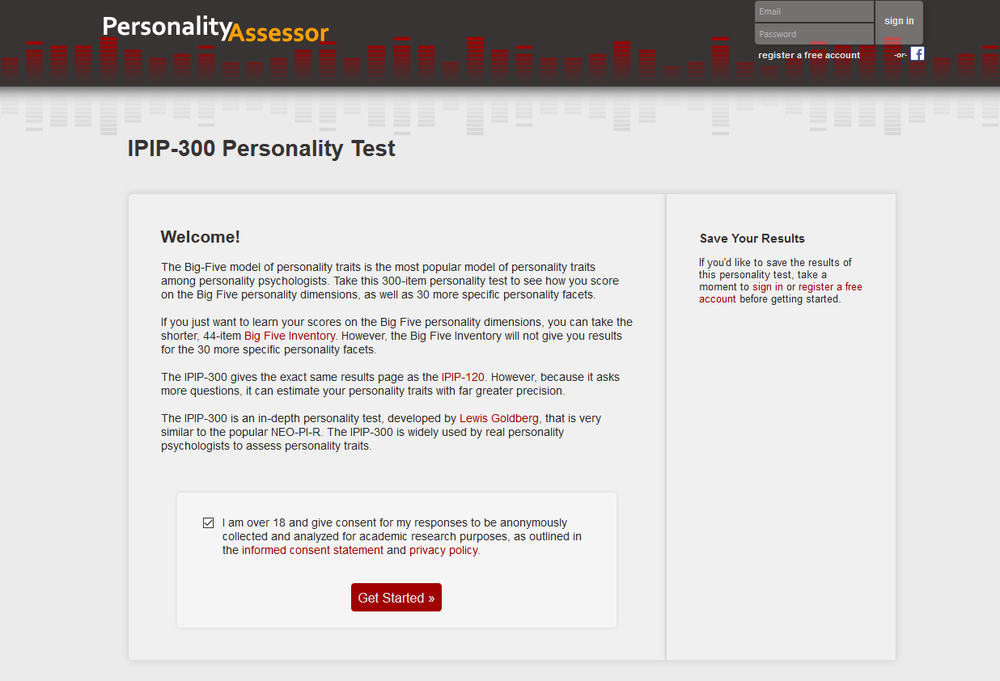 PersonalityAssessor
Email
Password
sign in
register a free account
-or-
f
IPIP-300 Personality Test
Welcome!
The Big-Five model of personality traits is the most popular model of personality traits
among personality psychologists. Take this 300-item personality test to see how you score
on the Big Five personality dimensions, as well as 30 more specific personality facets.
If you just want to learn your scores on the Big Five personality dimensions, you can take the
shorter, 44-item Big Five Inventory. However, the Big Five Inventory will not give you results
for the 30 more specific personality facets.
The IPIP-300 gives the exact same results page as the IPIP-120. However, because it asks
more questions, it can estimate your personality traits with far greater precision.
The IPIP-300 is an in-depth personality test, developed by Lewis Goldberg, that is very
similar to the popular NEO-PI-R. The IPIP-300 is widely used by real personality
psychologists to assess personality traits.
I am over 18 and give consent for my responses to be anonymously
collected and analyzed for academic research purposes, as outlined in
the informed consent statement and privacy policy.
Get Started »
Save Your Results
If you'd like to save the results of
this personality test, take a
moment to sign in or register a free
account before getting started.